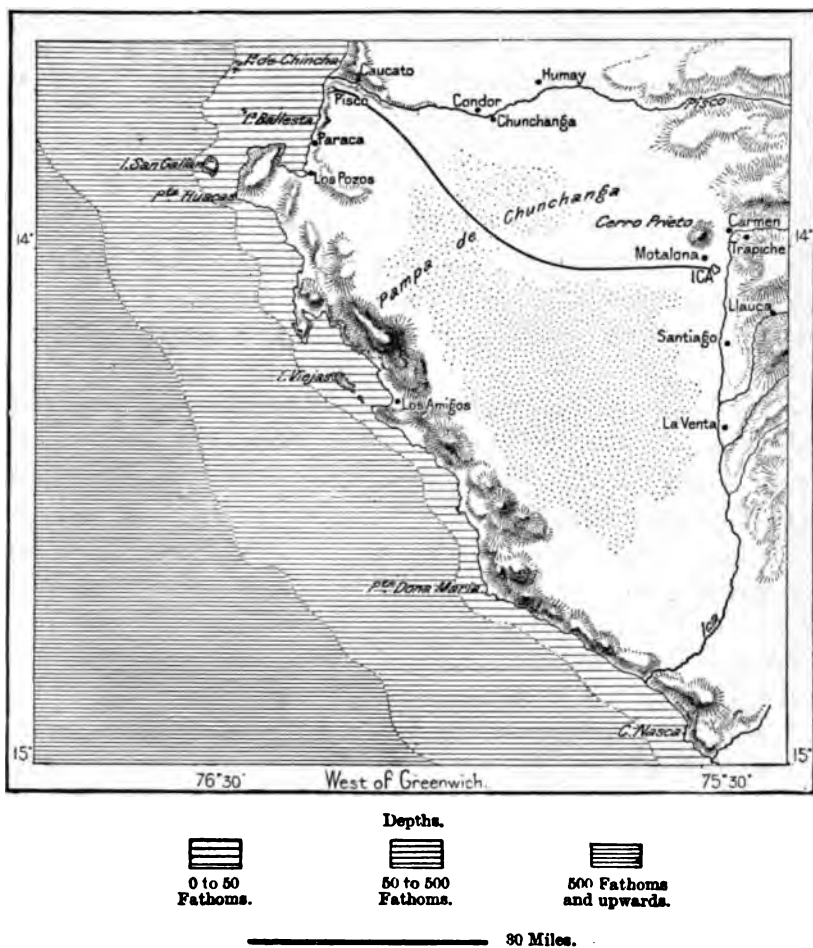 Iª. de Chincha
Caucato
Humay
Pisco
Condor
Pisco
Iª Ballesta
Chunchanga
Paraca
I. San Gallan
Los Pozos
Pta Huacas
Pampa de Chunchanga
Cerro Prieto
Carmen
14°
14°
Trapiche
Motalona
ICA
Llauca
Santiago
I. Viejas
Los Amigos
La Venta
Pta Dona Maria
Ica
C. Nasca
15°
15°
76°30
West of Greenwich.
75°30
Depths.
0 to 50
Fathoms.
50 to 500
Fathoms.
500 Fathoms
and upwards.
30 Miles.